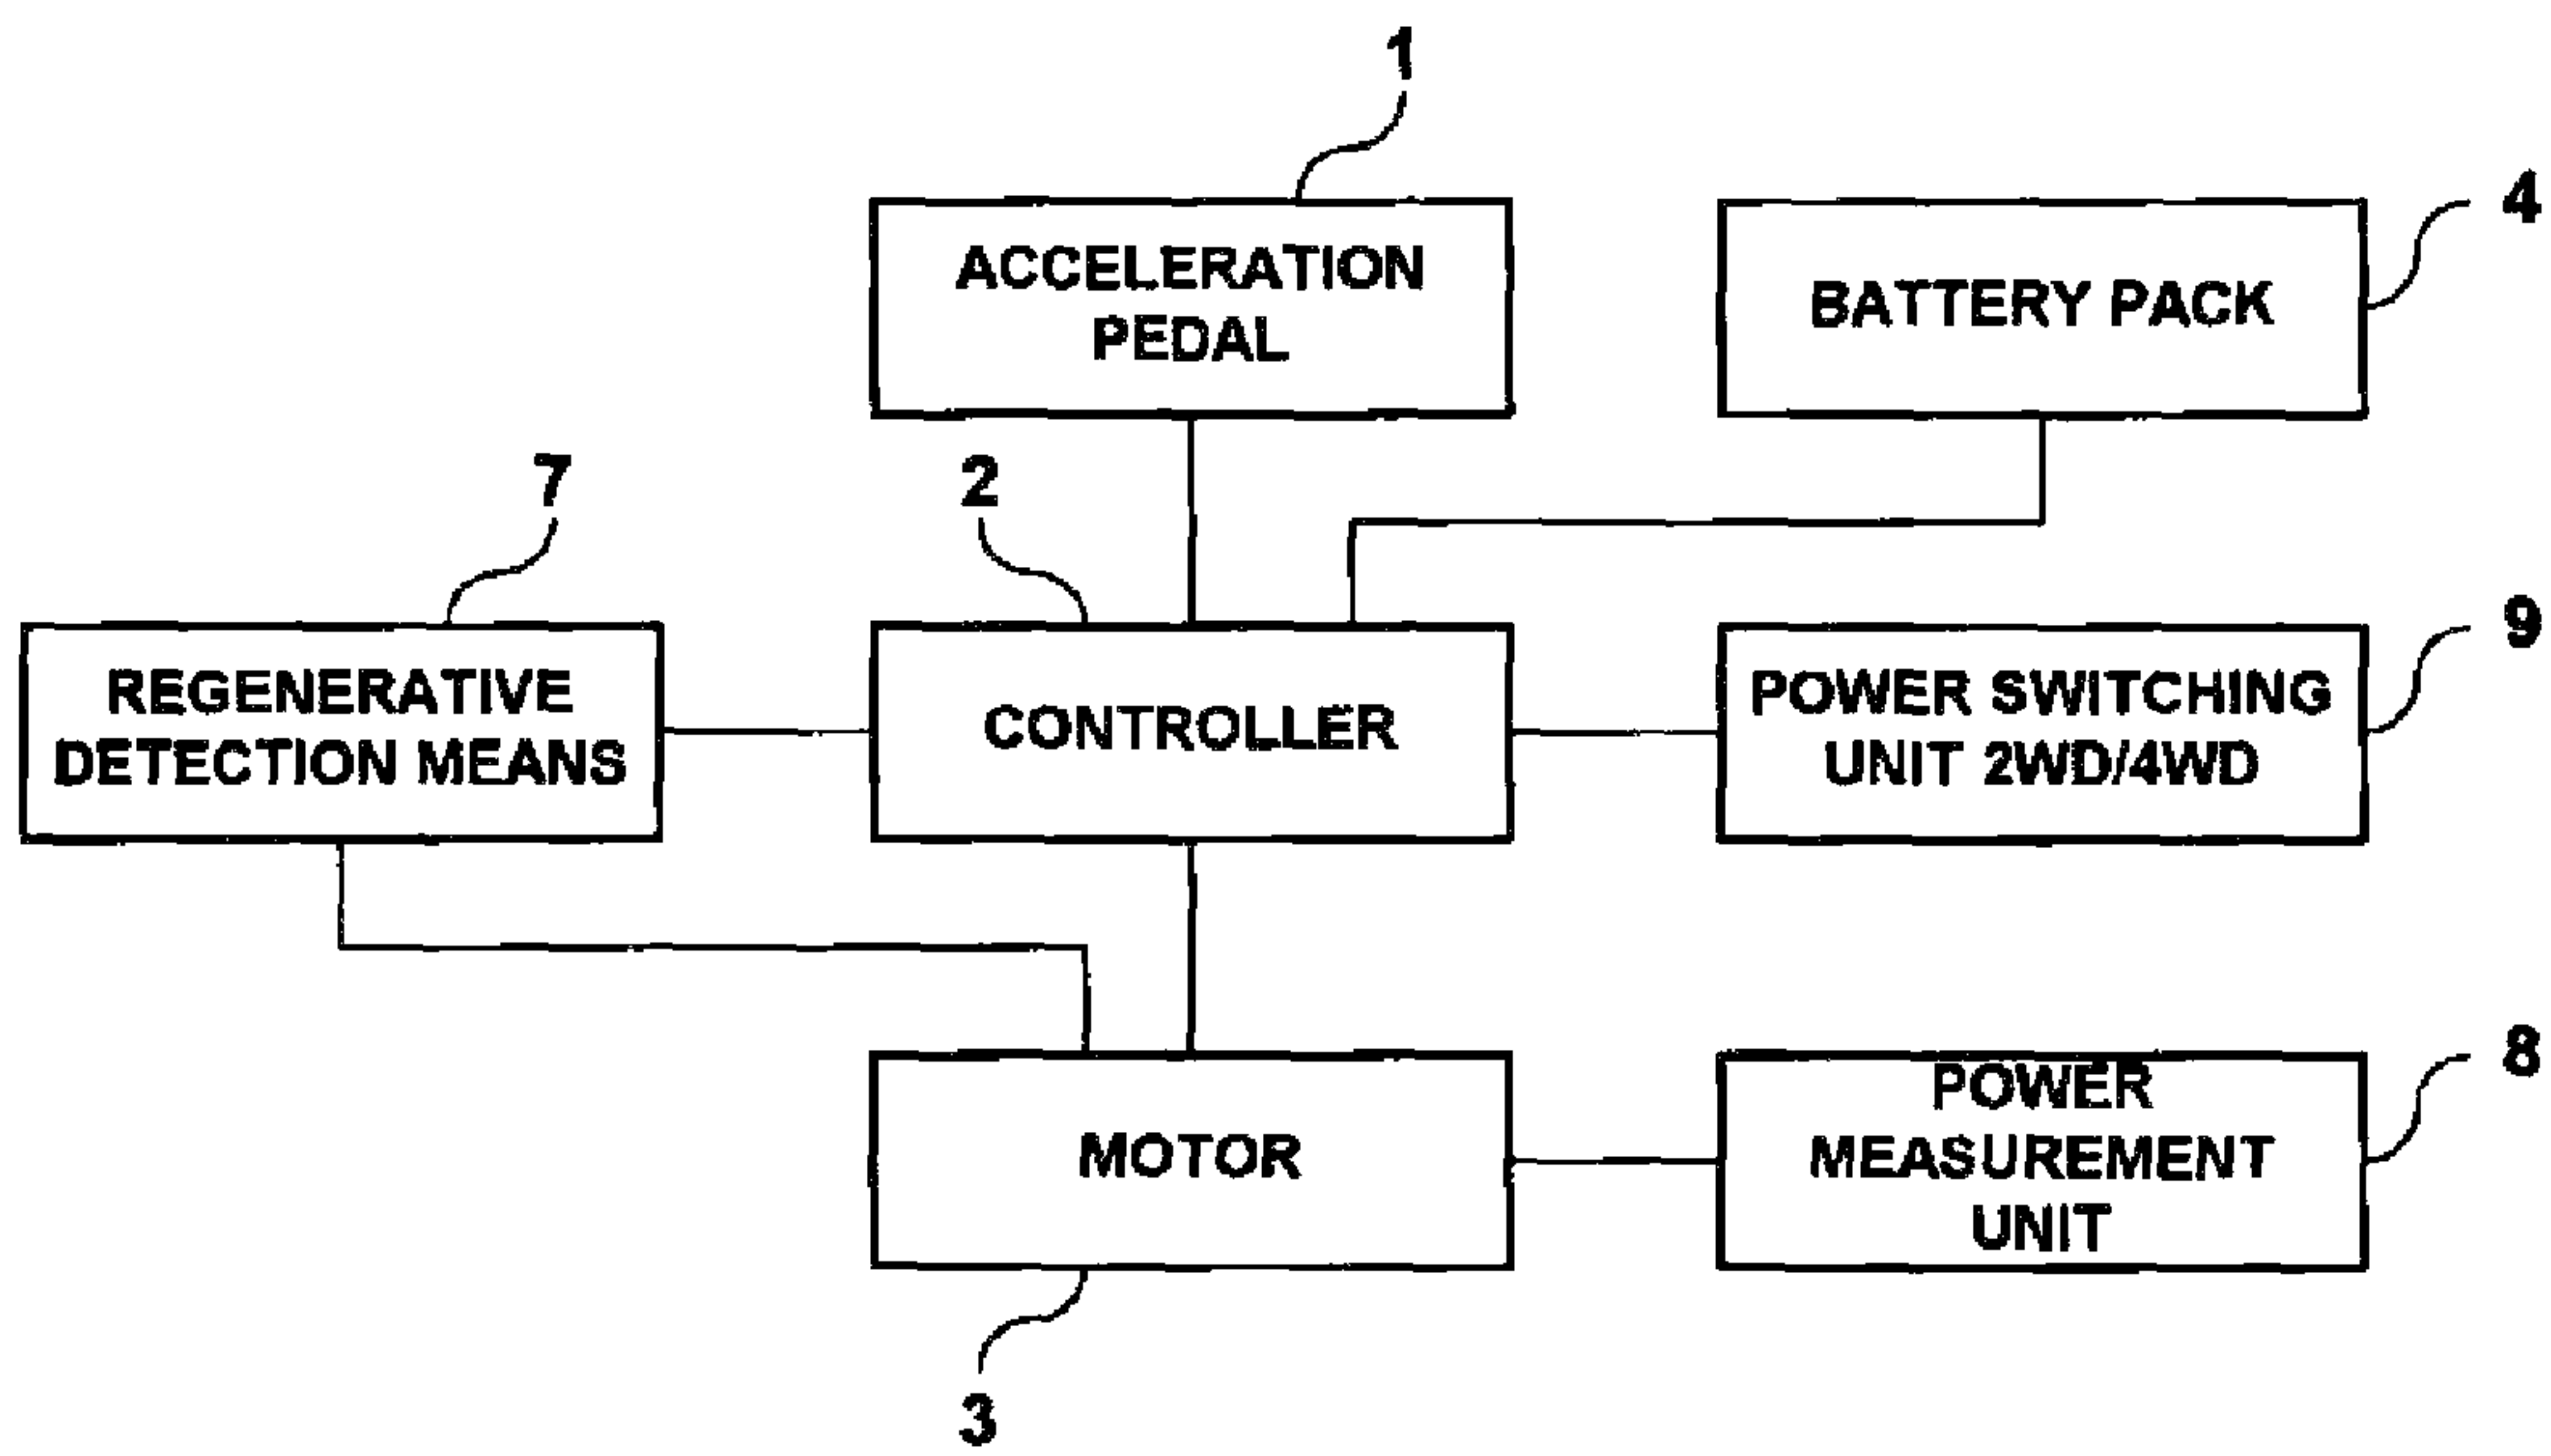 1
ACCELERATION
PEDAL
4
BATTERY PACK
7
REGENERATIVE
DETECTION MEANS
2
CONTROLLER
9
POWER SWITCHING
UNIT 2WD/4WD
MOTOR
3
8
POWER
MEASUREMENT
UNIT